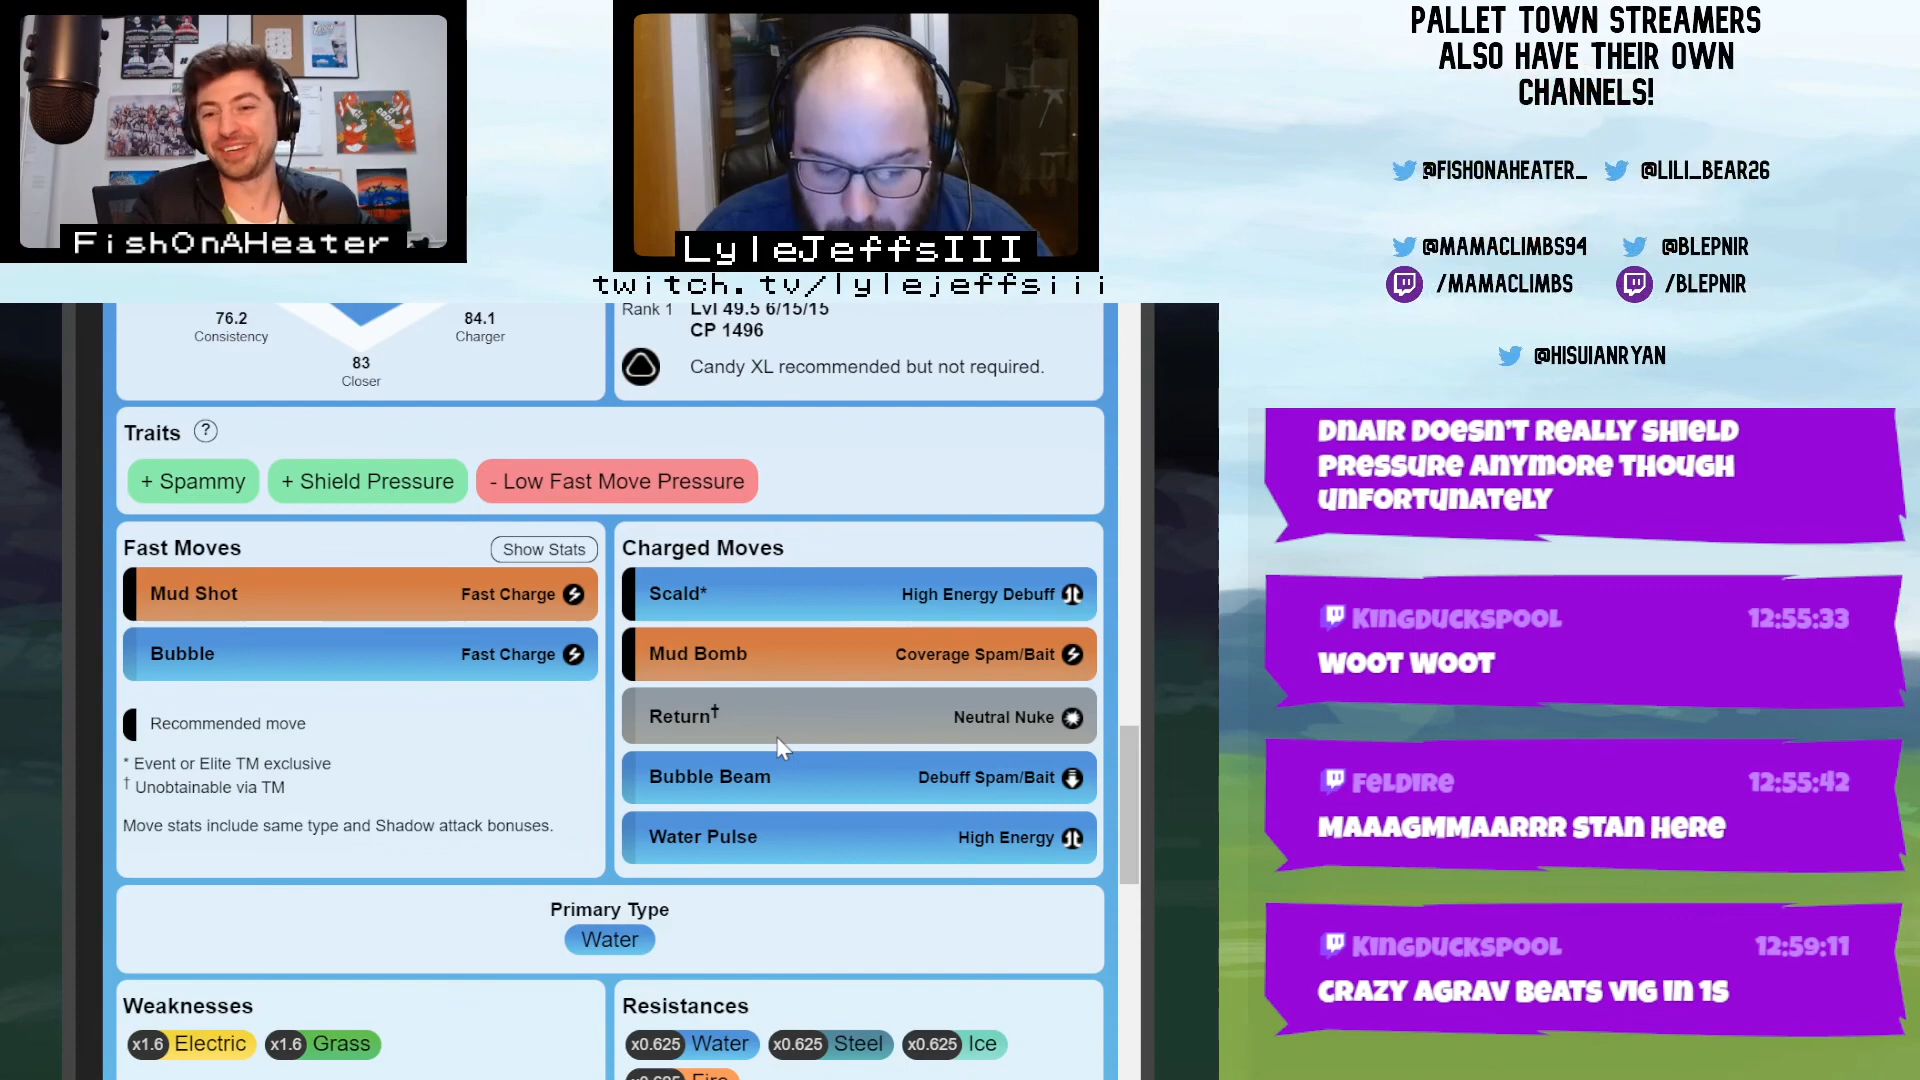 FishOnAHeater
LyleJeffsIII
twitch.tv/lylejeffsiii
PALLET TOWN STREAMERS
ALSO HAVE THEIR OWN
CHANNELS!
@FISHONAHEATER_
@LILI_BEAR26
@MAMACLIMBS94
@BLEPNIR
/MAMACLIMBS
/BLEPNIR
@HISUIANRYAN
76.2
Consistency
84.1
Charger
83
Closer
Rank 1
Lvl 49.5 6/15/15
CP 1496
Candy XL recommended but not required.
Traits ?
+ Spammy
+ Shield Pressure
- Low Fast Move Pressure
Fast Moves
Show Stats
Mud Shot Fast Charge
Bubble Fast Charge
Recommended move
* Event or Elite TM exclusive
† Unobtainable via TM
Move stats include same type and Shadow attack bonuses.
Charged Moves
Scald* High Energy Debuff
Mud Bomb Coverage Spam/Bait
Return† Neutral Nuke
Bubble Beam Debuff Spam/Bait
Water Pulse High Energy
Primary Type
Water
Weaknesses
x1.6 Electric
x1.6 Grass
Resistances
x0.625 Water
x0.625 Steel
x0.625 Ice
x0.625 Fire
DNAIR DOESN'T REALLY SHIELD
PRESSURE ANYMORE THOUGH
UNFORTUNATELY
KINGDUCKSPOOL 12:55:33
WOOT WOOT
FELDIRE 12:55:42
MAAAGMMAARRR STAN HERE
KINGDUCKSPOOL 12:59:11
CRAZY AGRAV BEATS VIG IN 1S